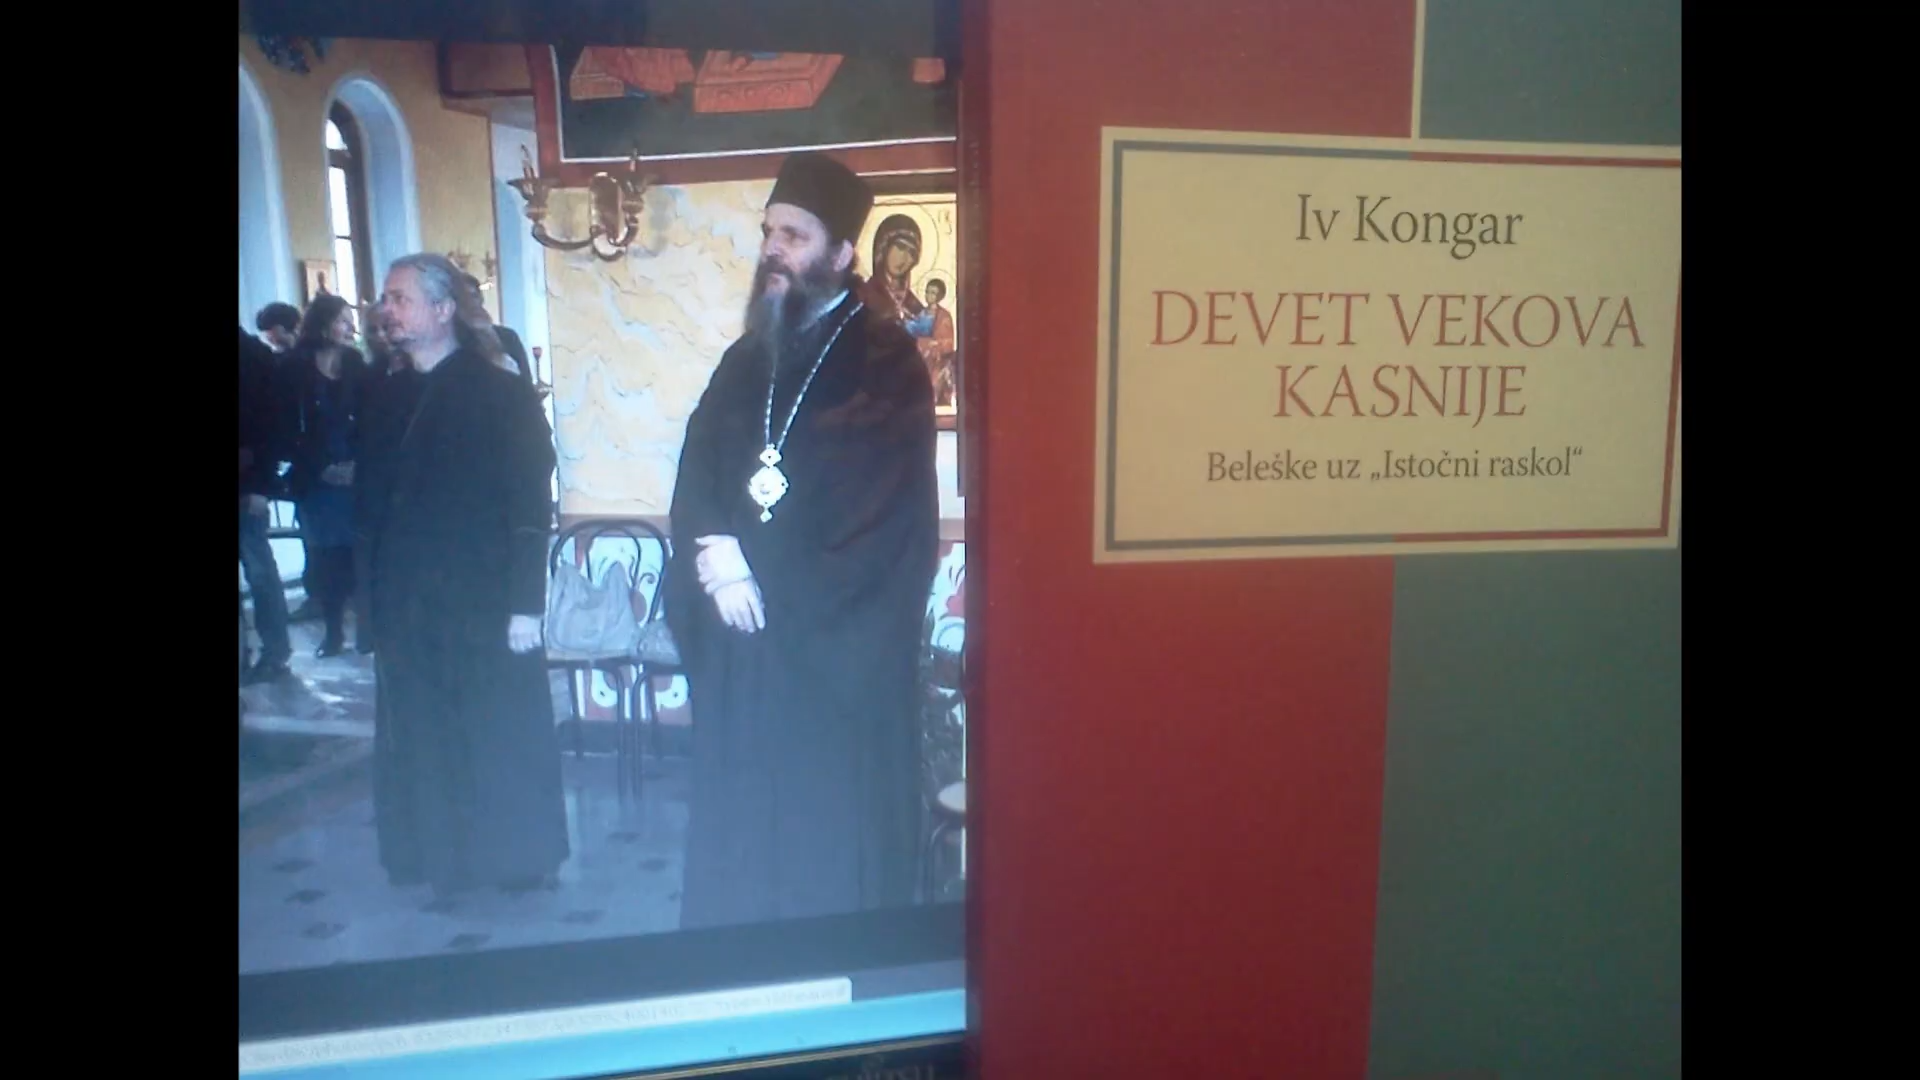 Iv Kongar
DEVET VEKOVA
KASNIJE
Beleške uz „Istočni raskol“